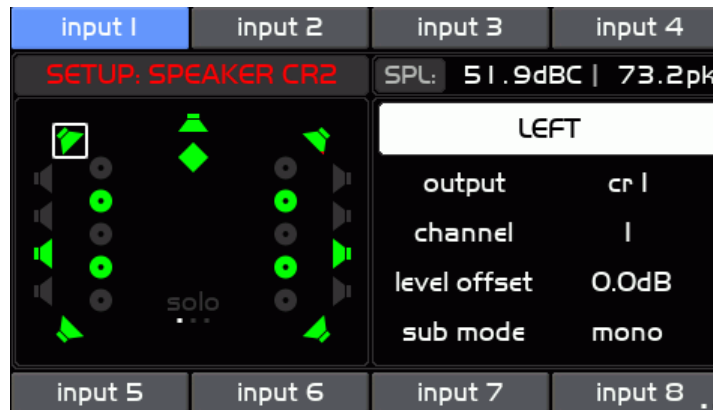 input 1 input 2 input 3 input 4
SETUP: SPEAKER CR2 SPL: 51.9dBC | 73.2pk
LEFT
output cr 1
channel 1
level offset 0.0dB
solo
sub mode mono
input 5 input 6 input 7 input 8